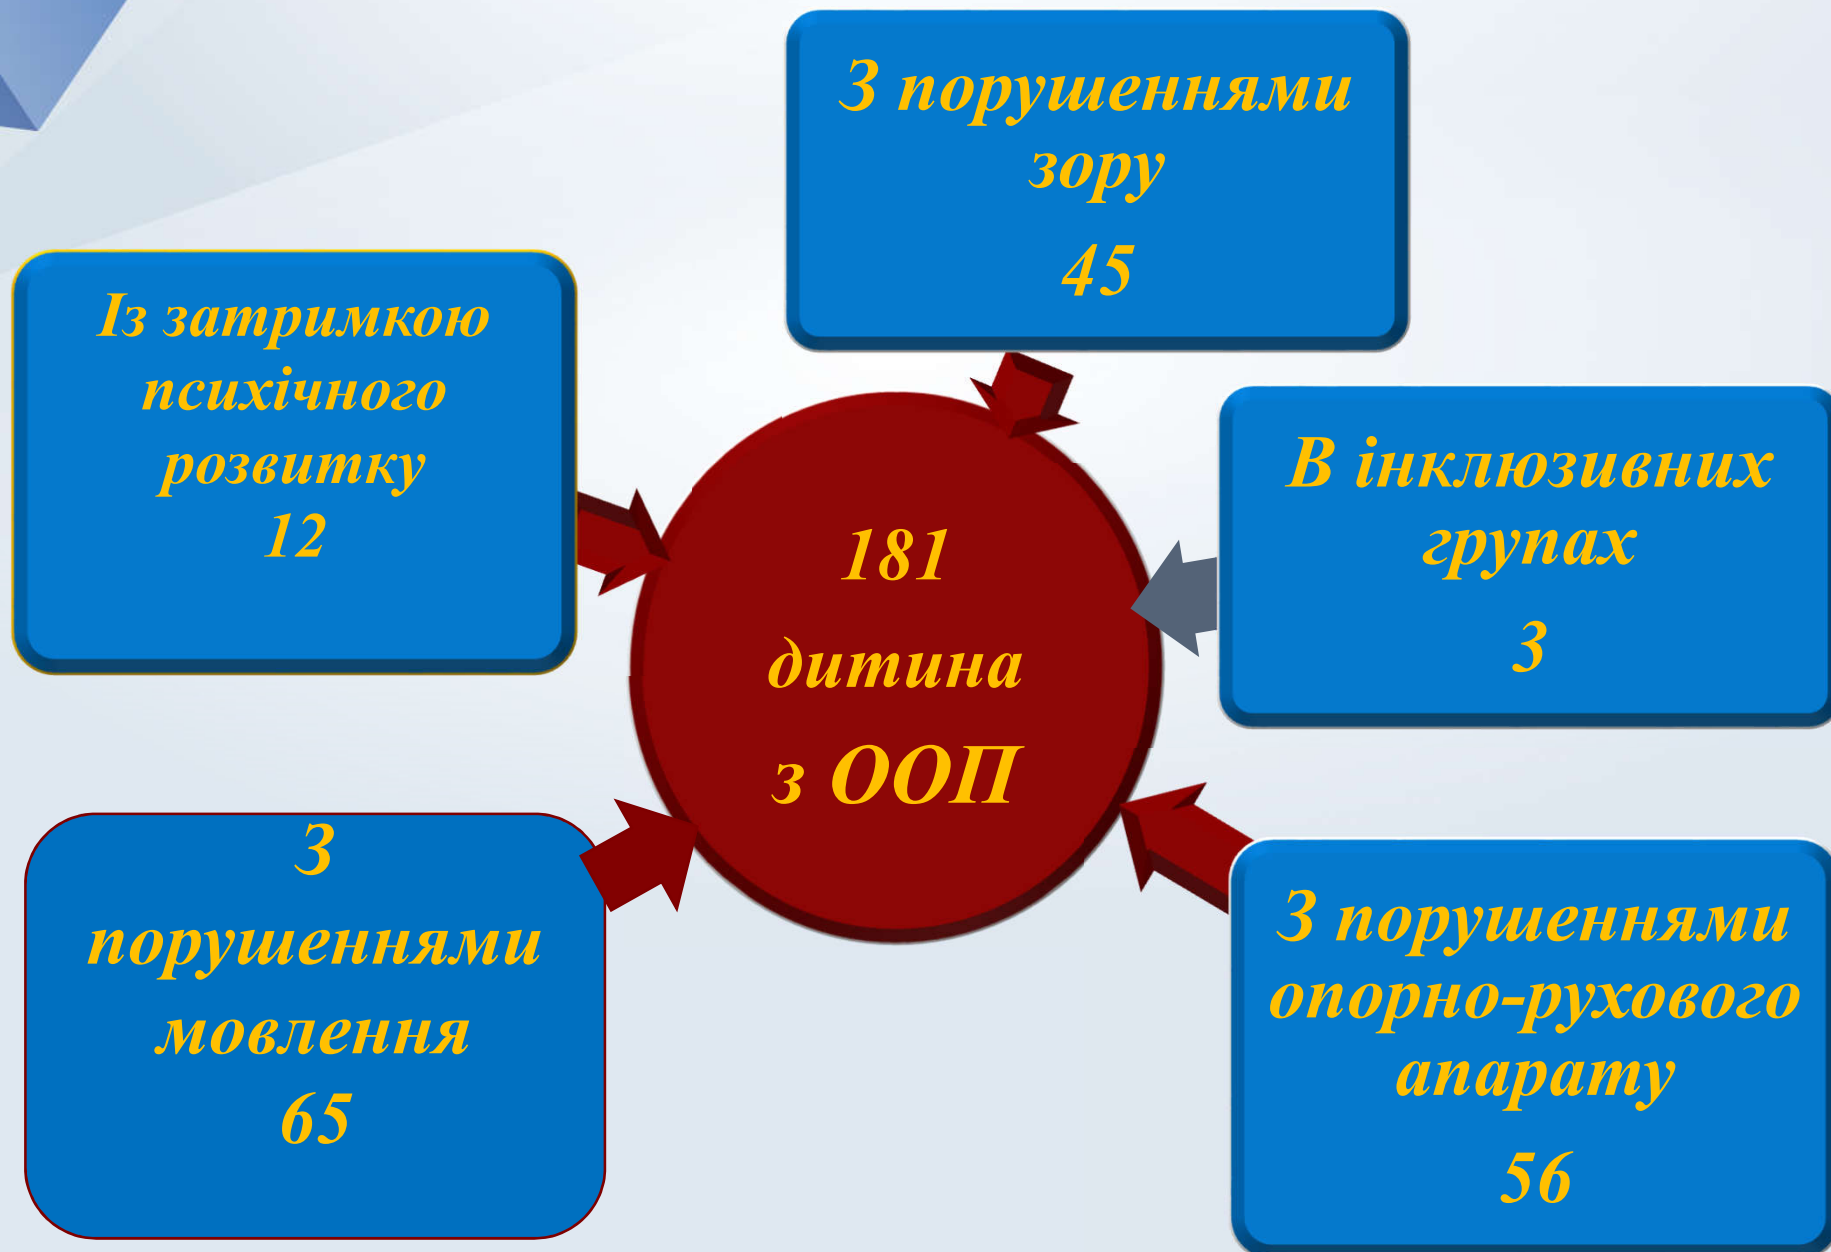 З порушеннями
зору
45
Із затримкою
психічного
розвитку
12
В інклюзивних
групах
3
181
дитина
з ООП
З
порушеннями
мовлення
65
З порушеннями
опорно-рухового
апарату
56